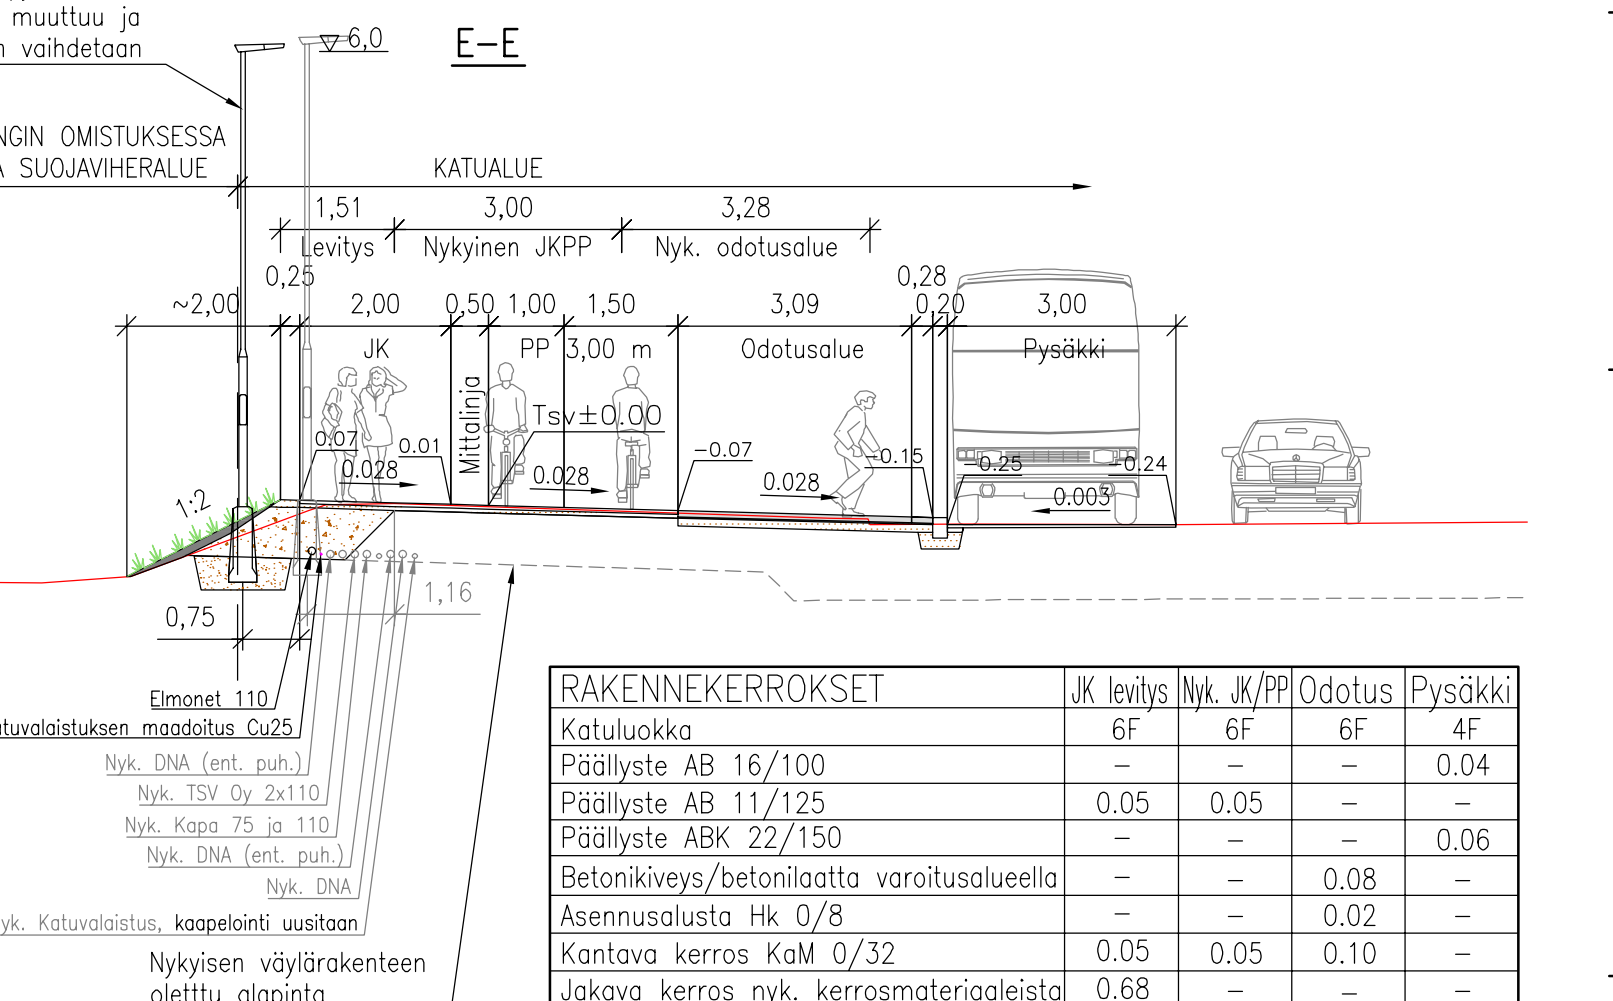 muuttuu ja
vaihdetaan
6,0
E-E
NGIN OMISTUKSESSA
A SUOJAVIHERALUE
KATUALUE
1,51 3,00 3,28
Levitys Nykyinen JKPP Nyk. odotusalue
0,25 0,28
~2,00 2,00 0,50 1,00 1,50 3,09 0,20 3,00
JK PP 3,00 m Odotusalue Pysäkki
Mittalinja
Tsv±0.00
0.07 0.01 -0.07 -0.15 -0.25 -0.24
0.028 0.028 0.028 0.003
1:2
1,16
0,75
Elmonet 110
tuvalaistuksen maadoitus Cu25
Nyk. DNA (ent. puh.)
Nyk. TSV Oy 2x110
Nyk. Kapa 75 ja 110
Nyk. DNA (ent. puh.)
Nyk. DNA
yk. Katuvalaistus, kaapelointi uusitaan
Nykyisen väylärakenteen
oletttu alapinta
RAKENNEKERROKSET JK levitys Nyk. JK/PP Odotus Pysäkki
Katuluokka 6F 6F 6F 4F
Päällyste AB 16/100 - - - 0.04
Päällyste AB 11/125 0.05 0.05 - -
Päällyste ABK 22/150 - - - 0.06
Betonikiveys/betonilaatta varoitusalueella - - 0.08 -
Asennusalusta Hk 0/8 - - 0.02 -
Kantava kerros KaM 0/32 0.05 0.05 0.10 -
Jakava kerros nyk. kerrosmateriaaleista 0.68 - - -